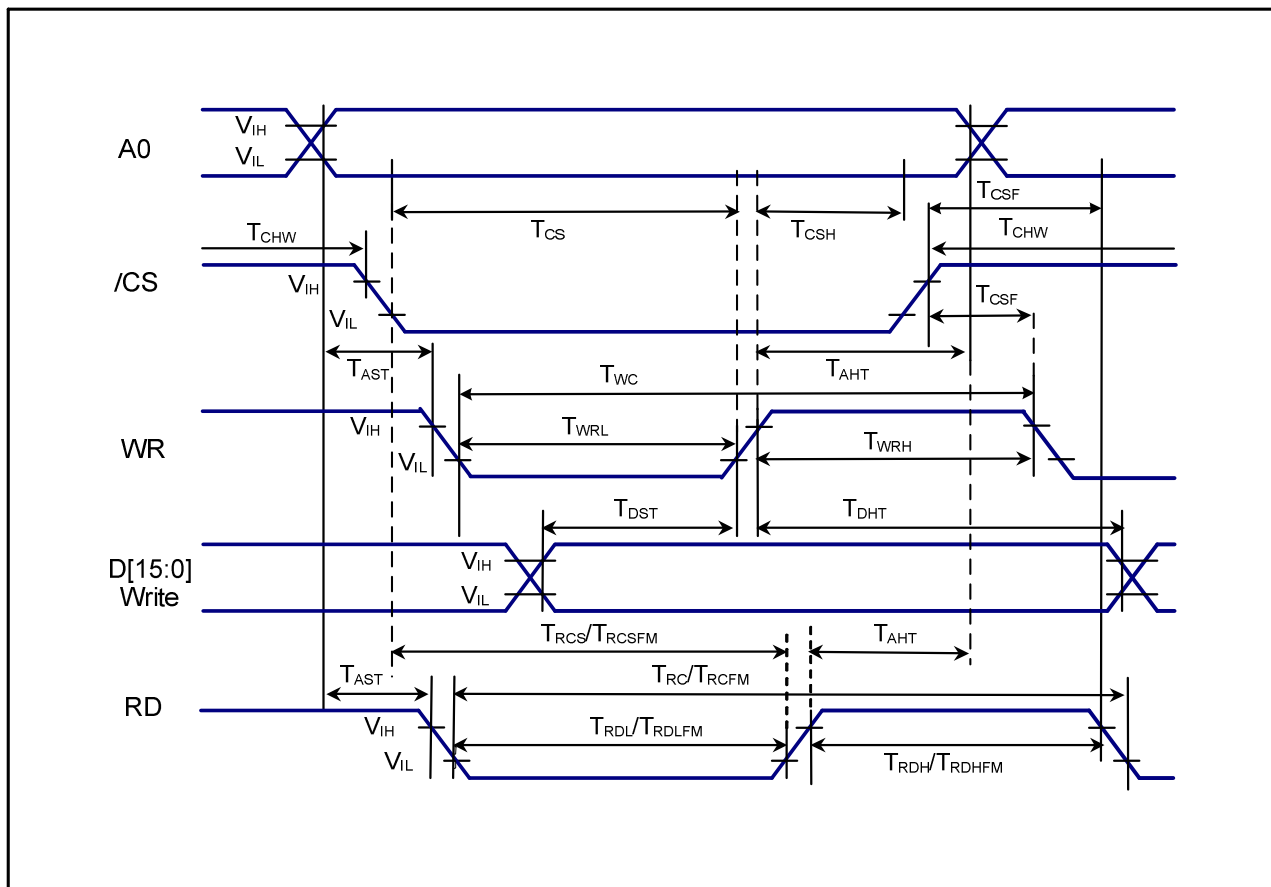 VIH
A0
VIL
TCSF
TCS
TCSH
TCHW
TCHW
/CS
VIH
TCSF
VIL
TAST
TWC
TAHT
VIH
TWRL
WR
VIL
TWRH
TDST
TDHT
VIH
D[15:0]
Write
VIL
TRCS/TRCSFM
TAHT
TAST
TRC/TRCFM
RD
VIH
TRDL/TRDLFM
VIL
TRDH/TRDHFM